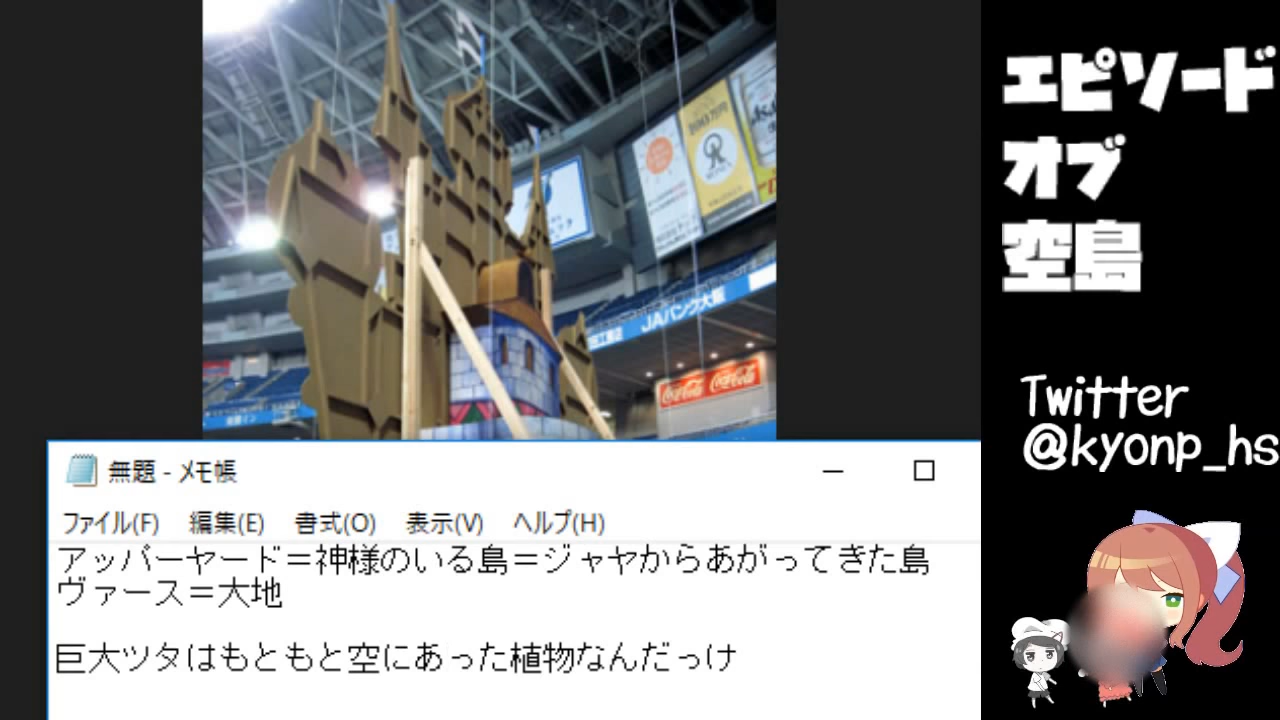 JAバンク大阪
Coca-Cola Coca-Cola
エピソード
オブ
空島
Twitter
@kyonp_hs
無題 - メモ帳
ファイル(F) 編集(E) 書式(O) 表示(V) ヘルプ(H)
アッパーヤード＝神様のいる島＝ジャヤからあがってきた島
ヴァース＝大地
巨大ツタはもともと空にあった植物なんだっけ